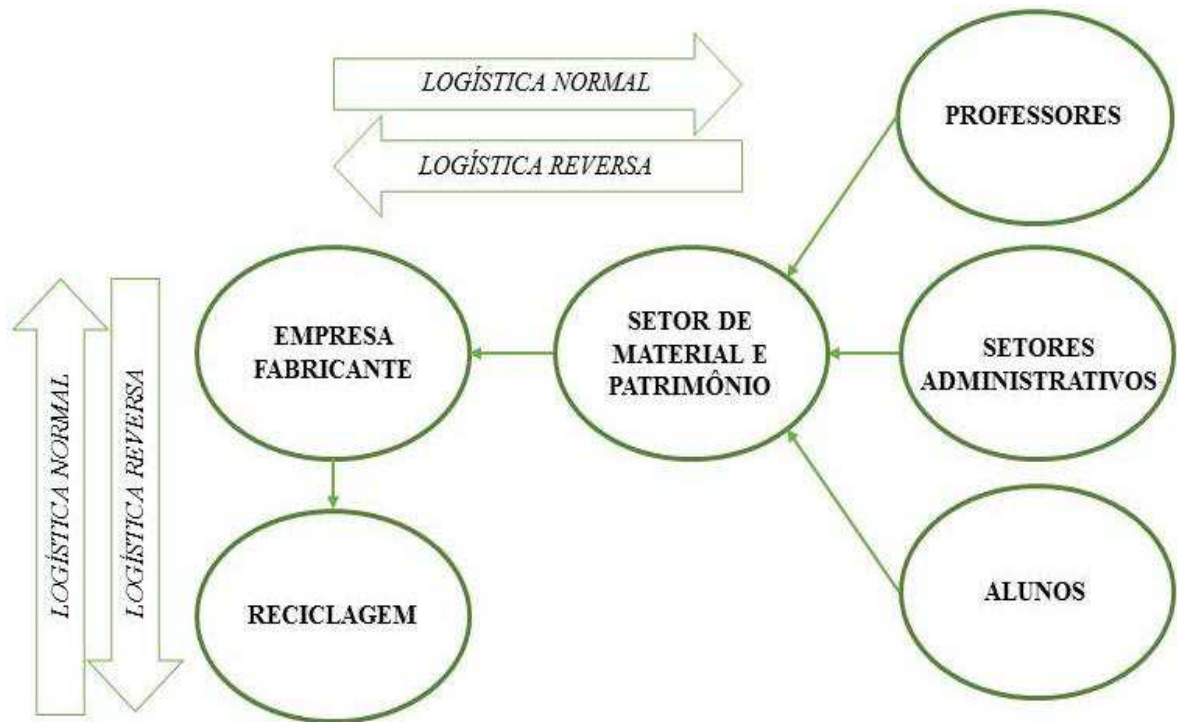 LOGÍSTICA NORMAL
LOGÍSTICA REVERSA
PROFESSORES
EMPRESA
FABRICANTE
SETOR DE
MATERIAL E
PATRIMÔNIO
SETORES
ADMINISTRATIVOS
LOGÍSTICA NORMAL
LOGÍSTICA REVERSA
RECICLAGEM
ALUNOS